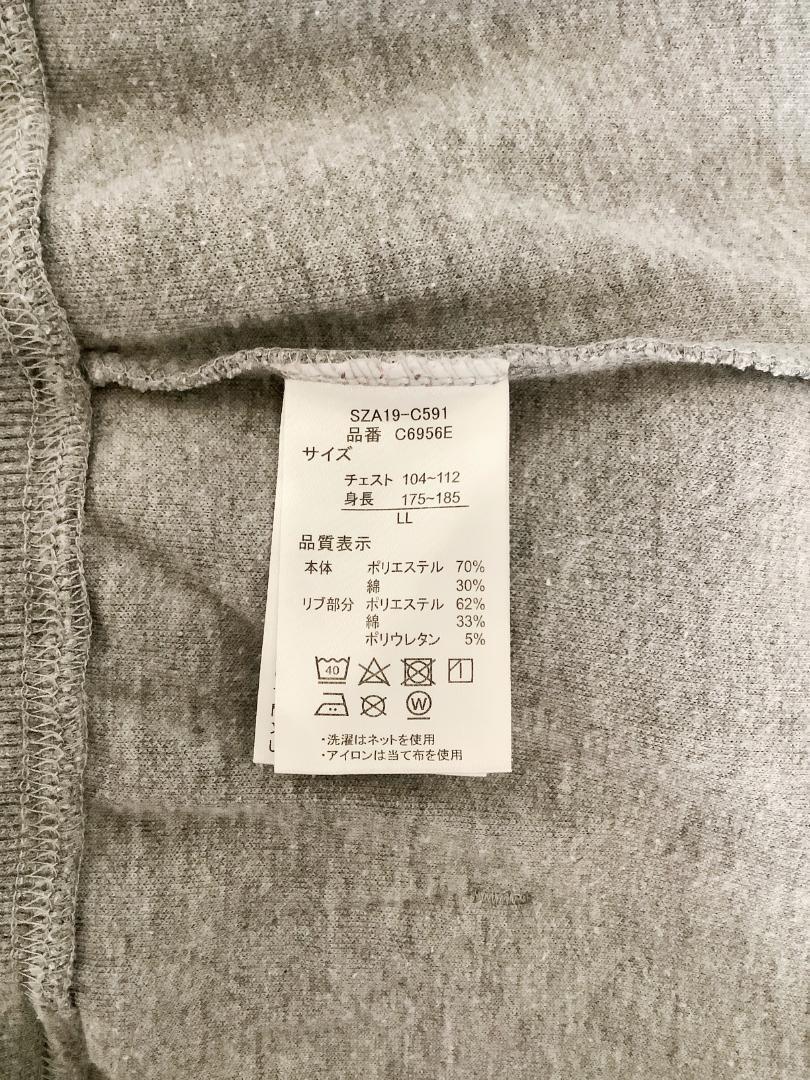 SZA19-C591
品番 C6956E
サイズ
チェスト 104~112
身長 175~185
LL
品質表示
本体 ポリエステル 70%
綿 30%
リブ部分 ポリエステル 62%
綿 33%
ポリウレタン 5%
40
W
・洗濯はネットを使用
・アイロンは当て布を使用